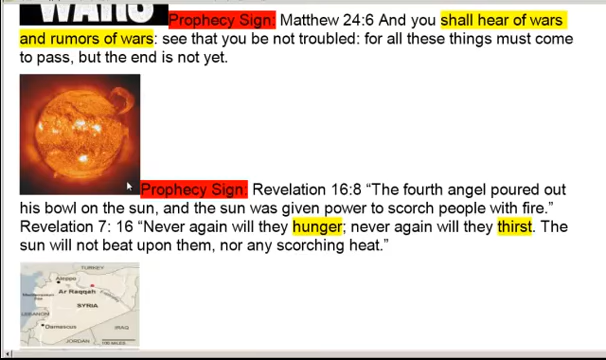 WARS
Prophecy Sign: Matthew 24:6 And you shall hear of wars
and rumors of wars: see that you be not troubled: for all these things must come
to pass, but the end is not yet.
Prophecy Sign: Revelation 16:8 “The fourth angel poured out
his bowl on the sun, and the sun was given power to scorch people with fire.”
Revelation 7: 16 “Never again will they hunger; never again will they thirst. The
sun will not beat upon them, nor any scorching heat.”
TURKEY
Aleppo
Ar Raqqah
SYRIA
LEBANON
Damascus
IRAQ
JORDAN